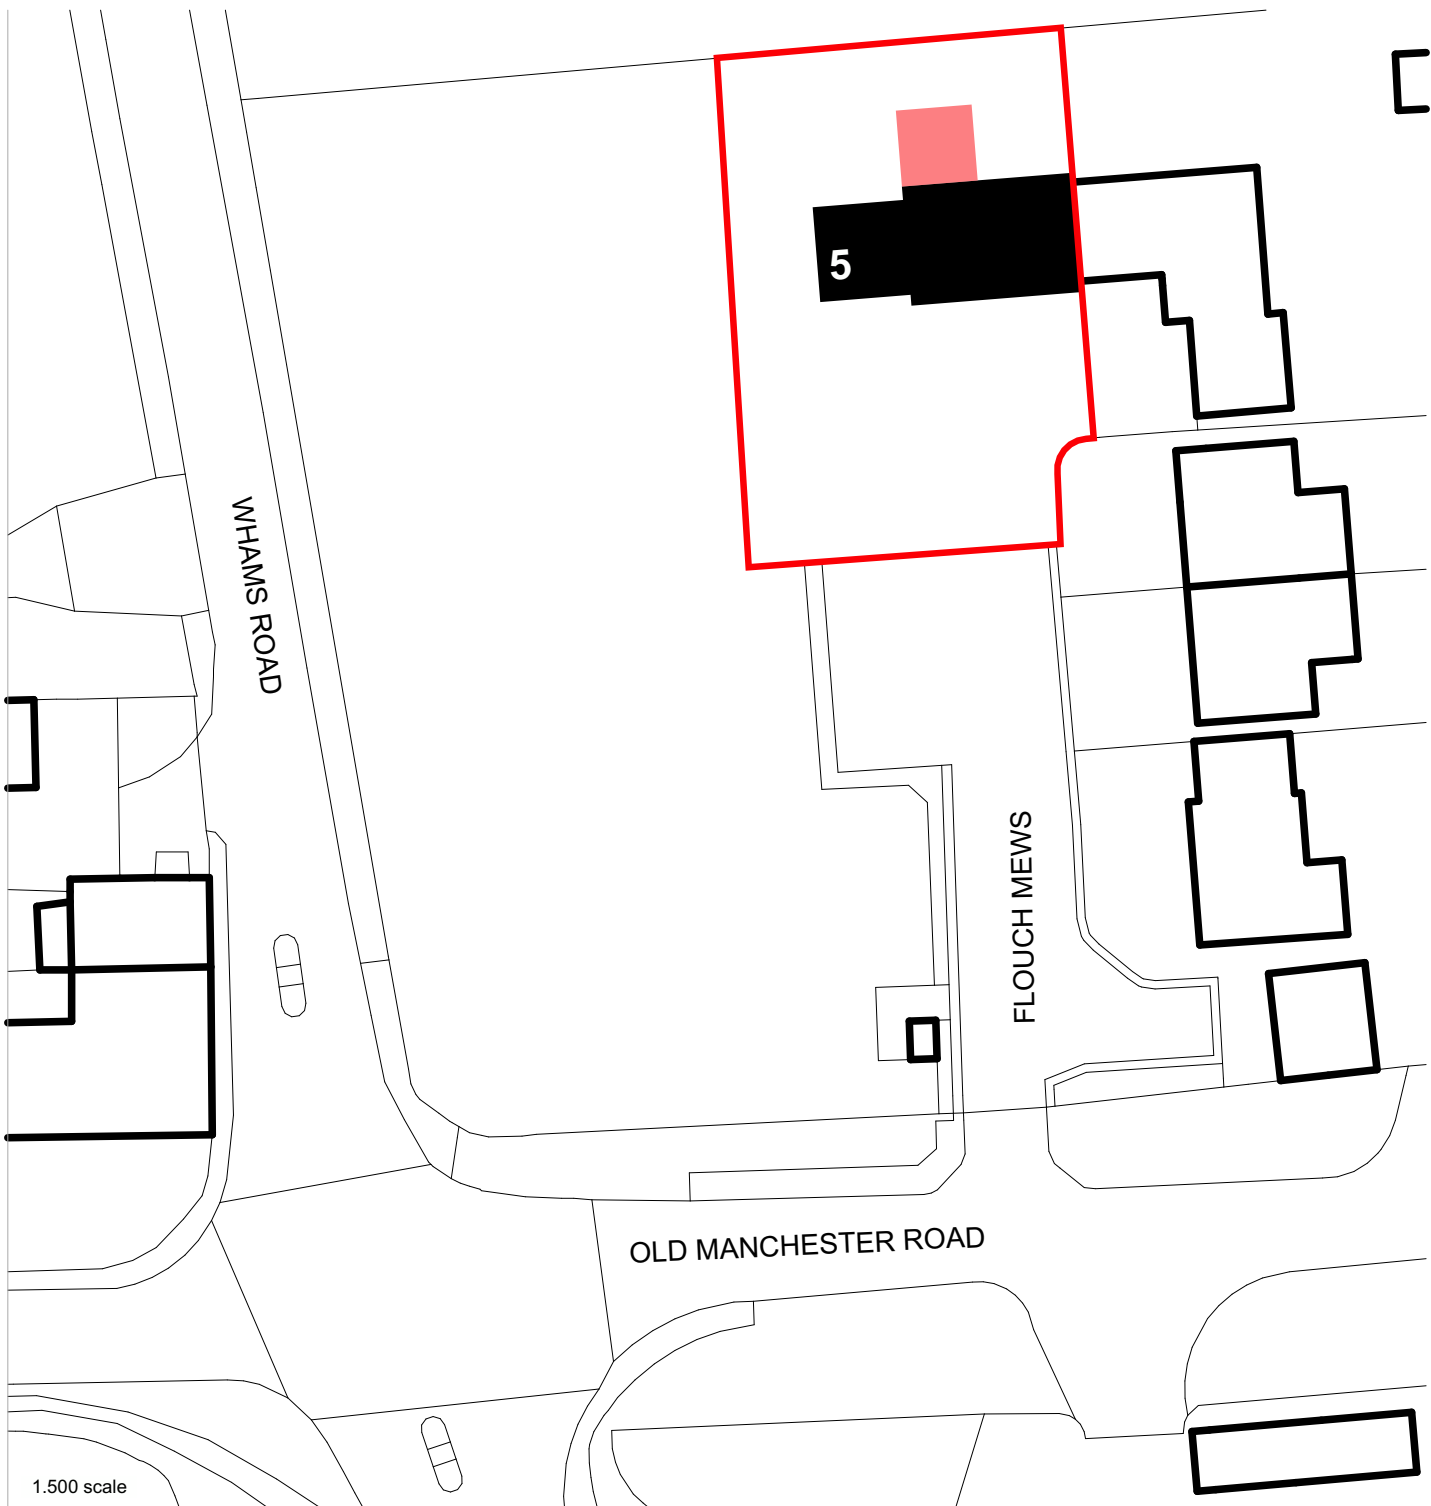 5
WHAMS ROAD
FLOUCH MEWS
OLD MANCHESTER ROAD
1.500 scale